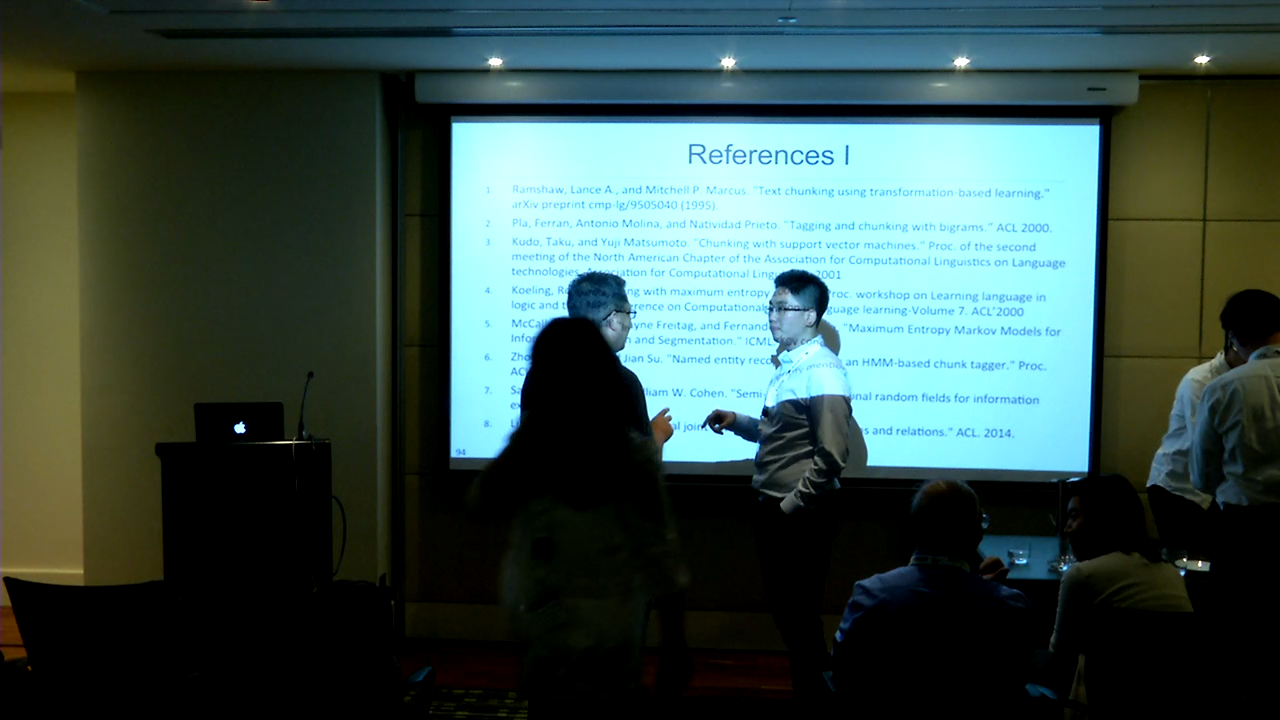 References I
1. Ramshaw, Lance A., and Mitchell P. Marcus. "Text chunking using transformation-based learning."
arXiv preprint cmp-lg/9505040 (1995).
2. Pla, Ferran, Antonio Molina, and Natividad Prieto. "Tagging and chunking with bigrams." ACL 2000.
3. Kudo, Taku, and Yuji Matsumoto. "Chunking with support vector machines." Proc. of the second
meeting of the North American Chapter of the Association for Computational Linguistics on Language
technologies. Association for Computational 2001
4. Koeling, with maximum entropy Proc. workshop on Learning language in
logic and on Computational language learning-Volume 7. ACL'2000
5. Freitag, and "Maximum Entropy Markov Models for
and Segmentation." ICML
6. Jian Su. "Named entity an HMM-based chunk tagger." Proc.
7. William W. Cohen. random fields for information
8. joint and relations." ACL. 2014.
94